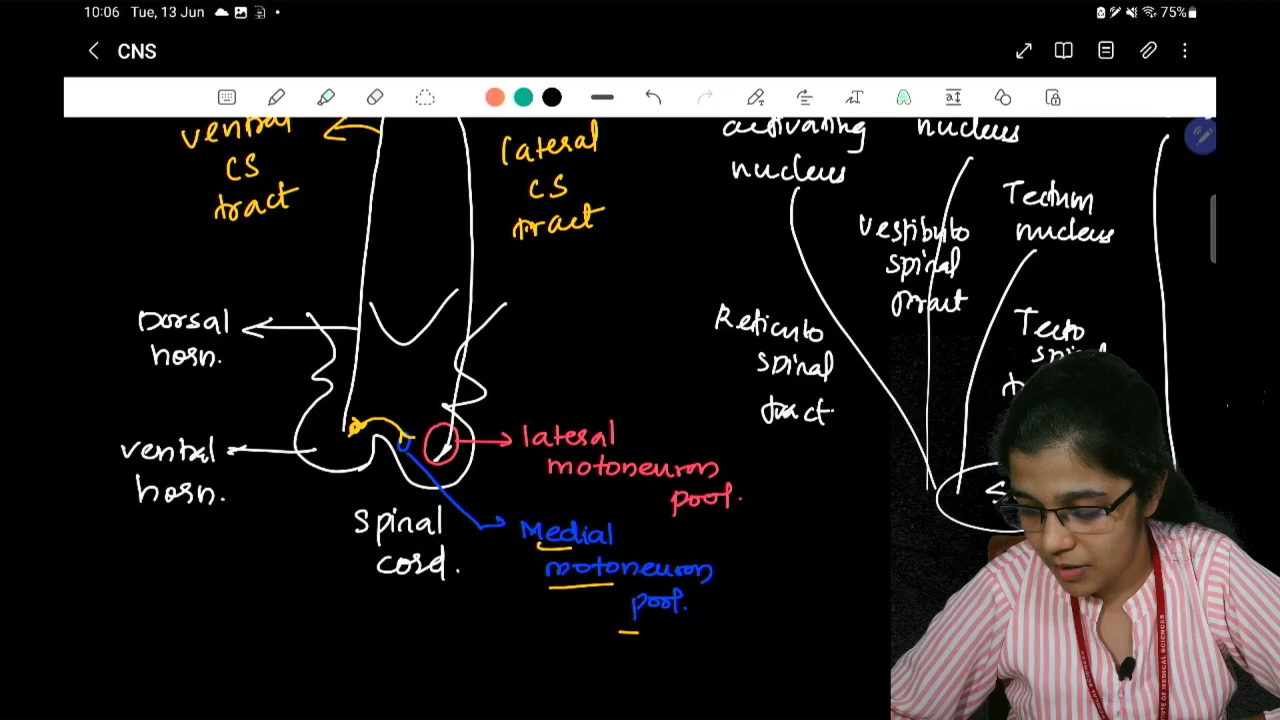 10:06 Tue, 13 Jun
75%
CNS
ventral
CS
tract
lateral
CS
tract
Dorsal
horn.
ventral
horn.
Spinal
cord.
lateral
motoneuron
pool.
Medial
motoneuron
pool.
activating
nucleus
nucleus
Tectum
nucleus
Vestibulo
spinal
tract
Reticulo
spinal
tract.
Tecto
spinal